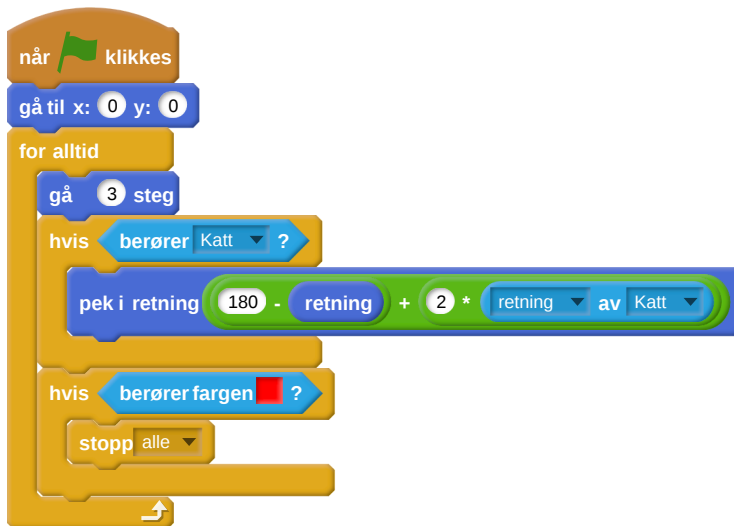 når klikkes
gå til x: 0 y: 0
for alltid
gå 3 steg
hvis berører Katt ?
pek i retning 180 - retning + 2 * retning av Katt
hvis berører fargen ?
stopp alle